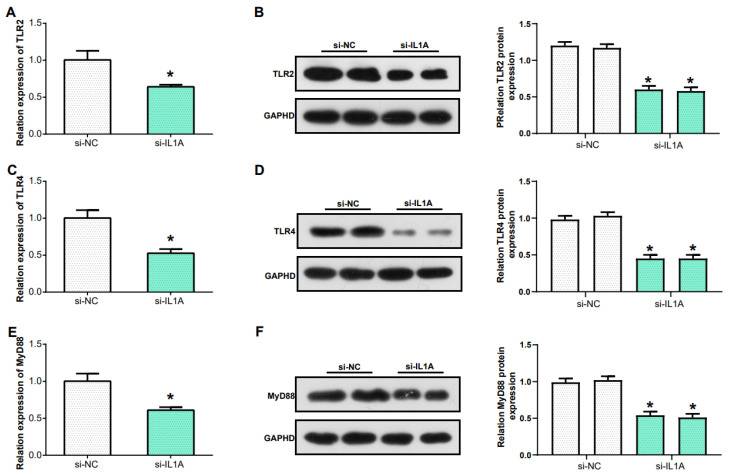 A
Relation expression of TLR2
1.5
1.0
0.5
0.0
*
si-NC
si-IL1A
B
si-NC
si-IL1A
TLR2
GAPHD
PRelation TLR2 protein
expression
1.5
1.0
0.5
0.0
* *
si-NC
si-IL1A
C
Relation expression of TLR4
1.5
1.0
0.5
0.0
*
si-NC
si-IL1A
D
si-NC
si-IL1A
TLR4
GAPHD
Relation TLR4 protein
expression
1.5
1.0
0.5
0.0
* *
si-NC
si-IL1A
E
Relation expression of MyD88
1.5
1.0
0.5
0.0
*
si-NC
si-IL1A
F
si-NC
si-IL1A
MyD88
GAPHD
Relation MyD88 protein
expression
1.5
1.0
0.5
0.0
* *
si-NC
si-IL1A